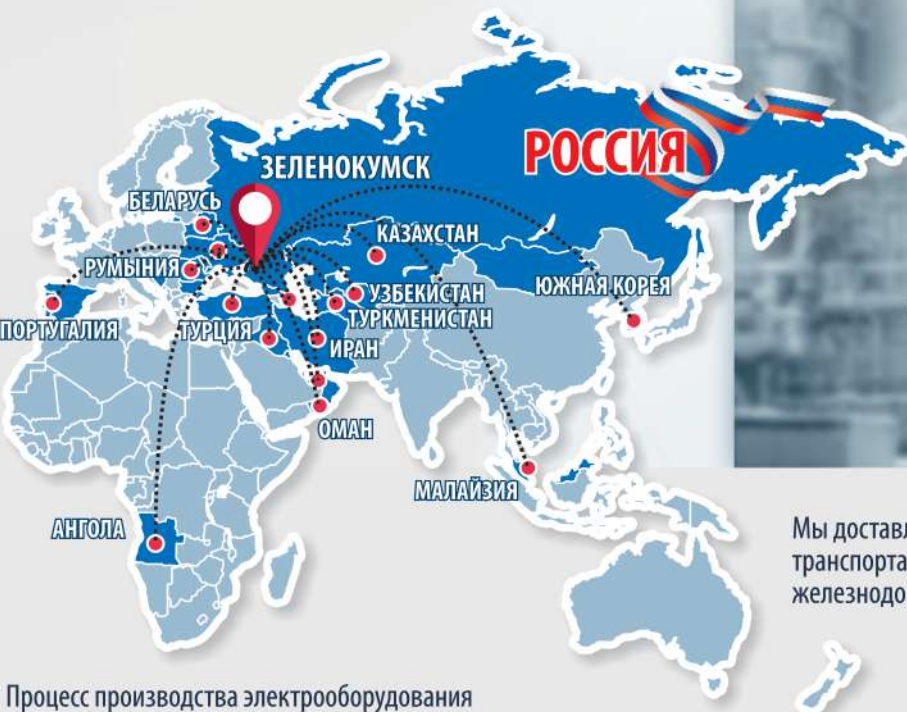 РОССИЯ
ЗЕЛЕНОКУМСК
БЕЛАРУСЬ
КАЗАХСТАН
РУМЫНИЯ
ЮЖНАЯ КОРЕЯ
УЗБЕКИСТАН
ПОРТУГАЛИЯ
ТУРЦИЯ
ТУРКМЕНИСТАН
ИРАН
ОМАН
МАЛАЙЗИЯ
АНГОЛА
Мы доставл
транспорта
железнодо
Процесс производства электрооборудования